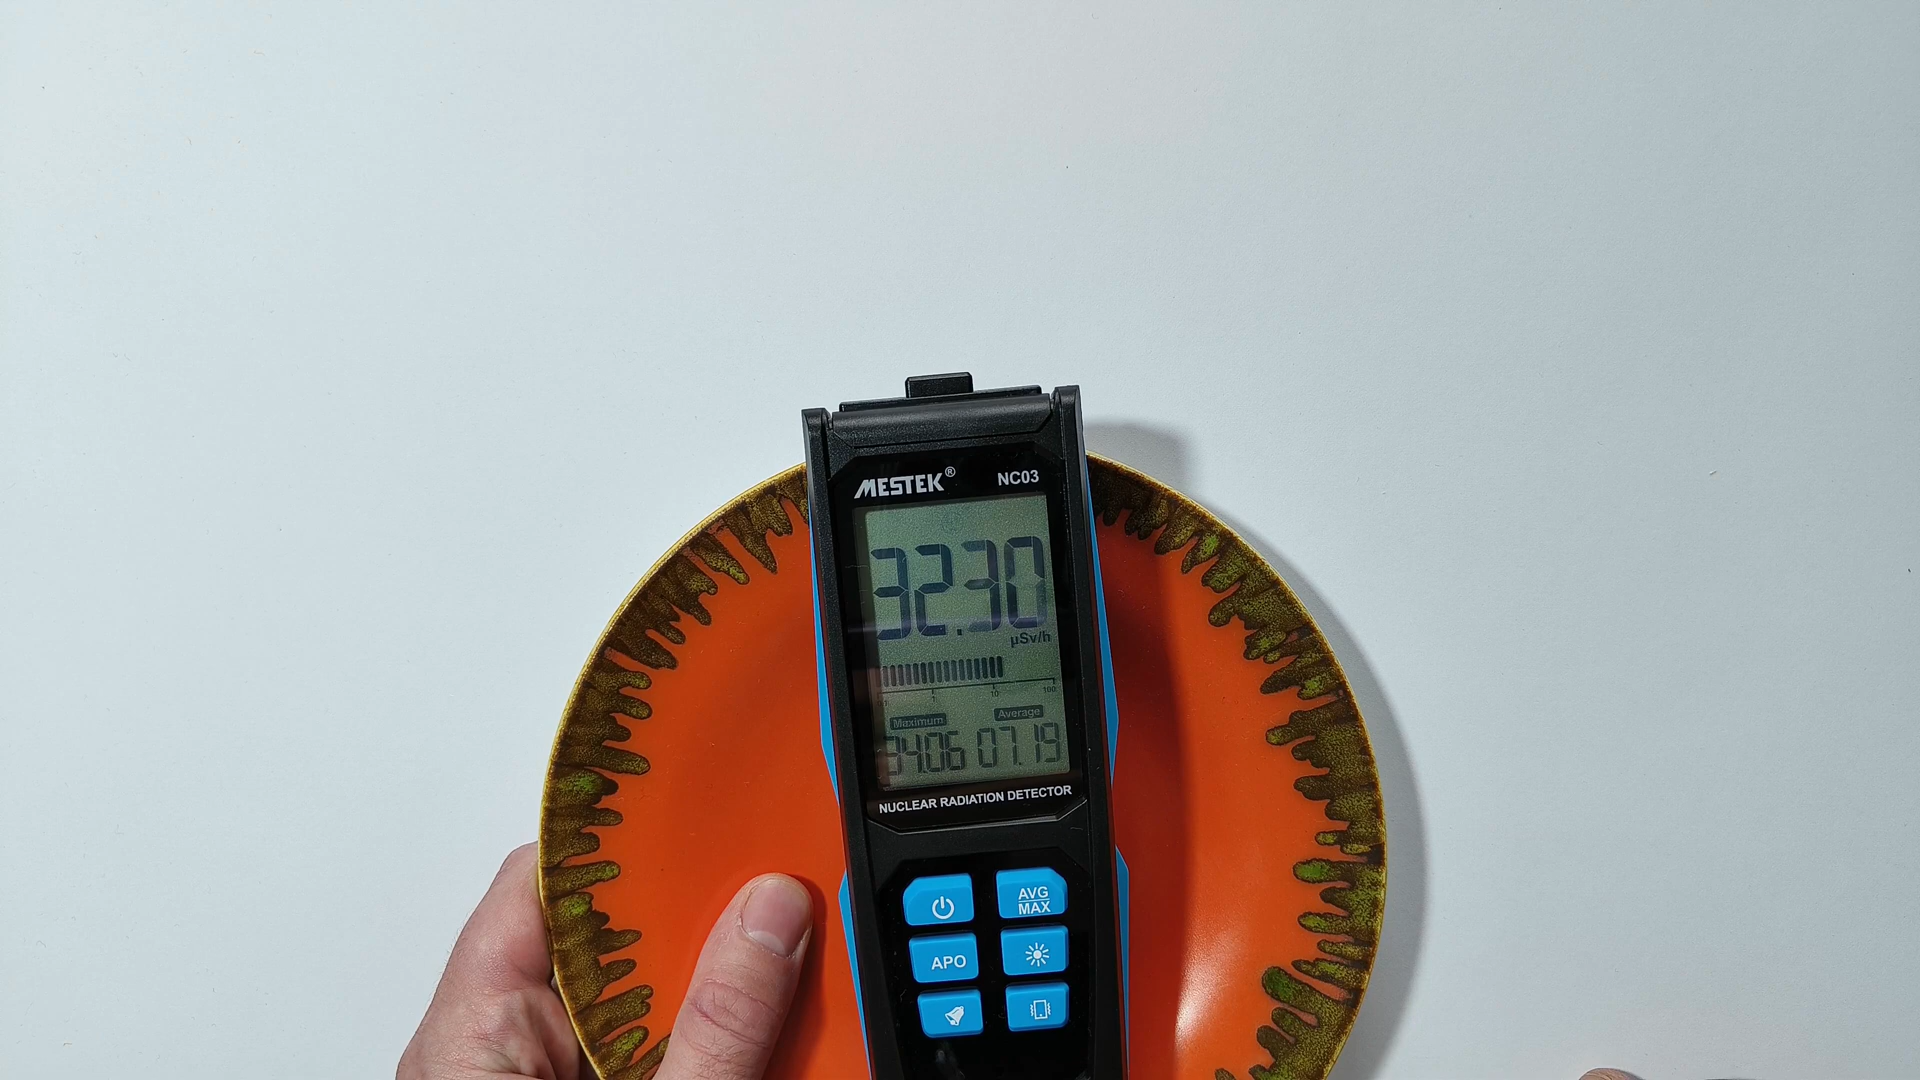 MESTEK® NC03
32.30
µSv/h
1 10 100
Maximum Average
34.06 07.19
NUCLEAR RADIATION DETECTOR
AVG
MAX
APO